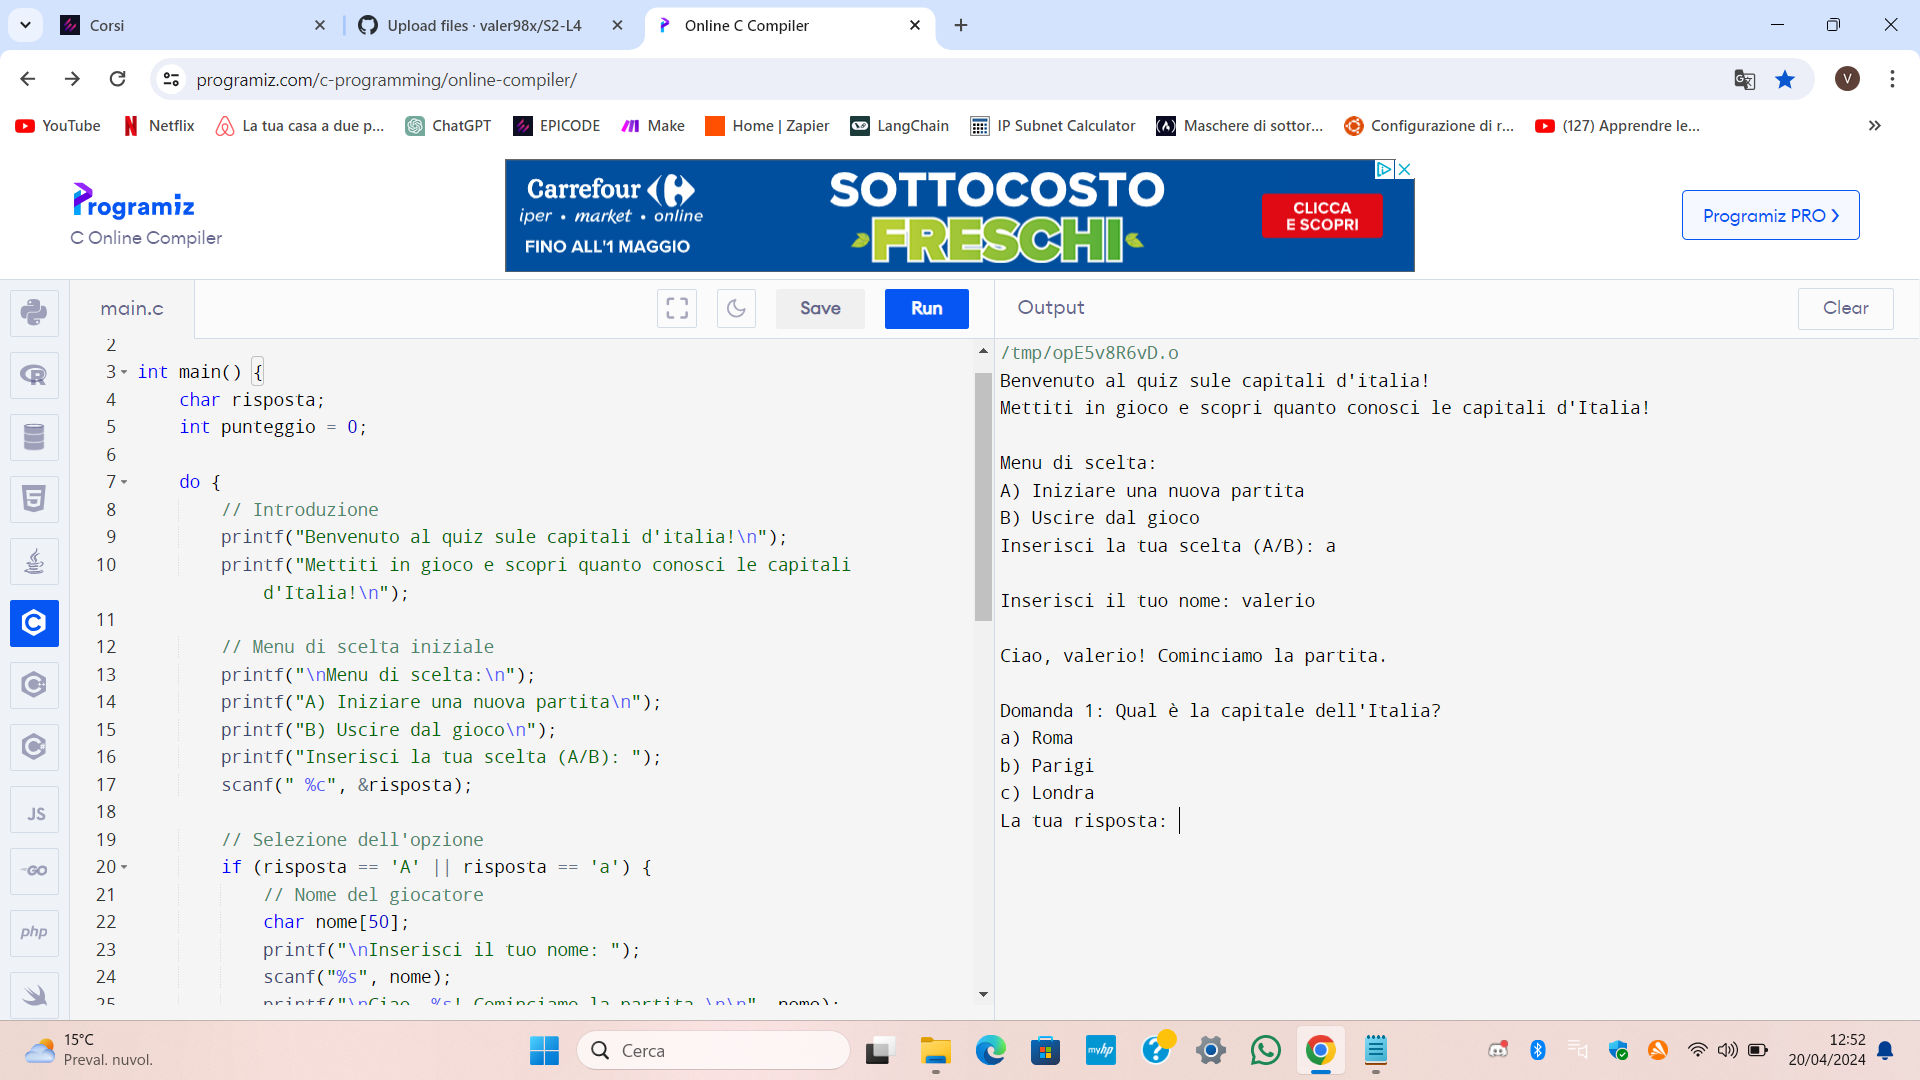 Corsi
Upload files · valer98x/S2-L4
Online C Compiler
programiz.com/c-programming/online-compiler/
V
YouTube
Netflix
La tua casa a due p...
ChatGPT
EPICODE
Make
Home | Zapier
LangChain
IP Subnet Calculator
Maschere di sottor...
Configurazione di r...
(127) Apprendre le...
»
Programiz
C Online Compiler
Carrefour
iper • market • online
FINO ALL'1 MAGGIO
SOTTOCOSTO
FRESCHI
CLICCA
E SCOPRI
Programiz PRO ›
main.c
Save
Run
Output
Clear
2
3 int main() {
4 char risposta;
5 int punteggio = 0;
6
7 do {
8 // Introduzione
9 printf("Benvenuto al quiz sule capitali d'italia!\n");
10 printf("Mettiti in gioco e scopri quanto conosci le capitali
d'Italia!\n");
11
12 // Menu di scelta iniziale
13 printf("\nMenu di scelta:\n");
14 printf("A) Iniziare una nuova partita\n");
15 printf("B) Uscire dal gioco\n");
16 printf("Inserisci la tua scelta (A/B): ");
17 scanf(" %c", &risposta);
18
19 // Selezione dell'opzione
20 if (risposta == 'A' || risposta == 'a') {
21 // Nome del giocatore
22 char nome[50];
23 printf("\nInserisci il tuo nome: ");
24 scanf("%s", nome);
25 printf("\nCiao, %s! Cominciamo la partita.\n\n", nome);
/tmp/opE5v8R6vD.o
Benvenuto al quiz sule capitali d'italia!
Mettiti in gioco e scopri quanto conosci le capitali d'Italia!
Menu di scelta:
A) Iniziare una nuova partita
B) Uscire dal gioco
Inserisci la tua scelta (A/B): a
Inserisci il tuo nome: valerio
Ciao, valerio! Cominciamo la partita.
Domanda 1: Qual è la capitale dell'Italia?
a) Roma
b) Parigi
c) Londra
La tua risposta:
JS
GO
php
15°C
Preval. nuvol.
Cerca
myhp
12:52
20/04/2024